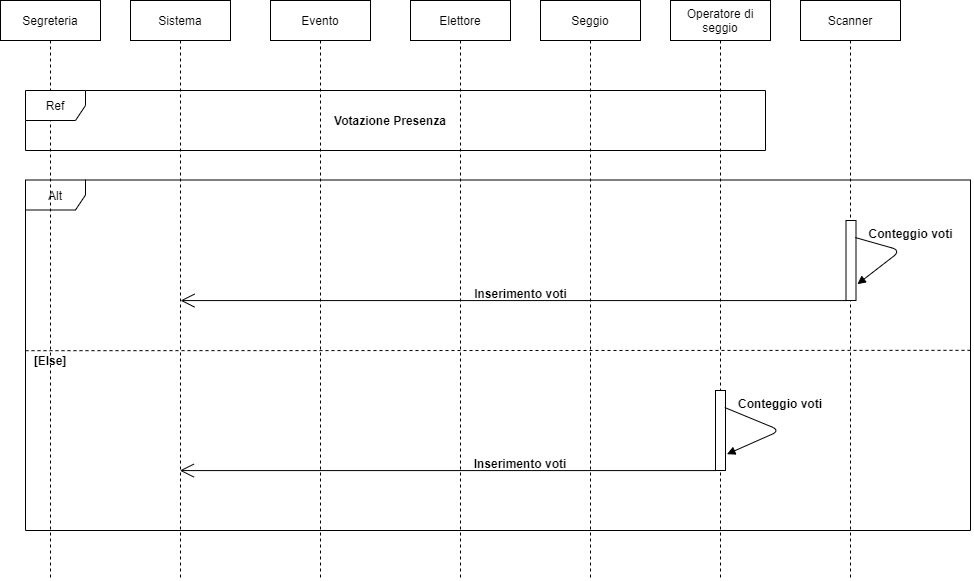 Segreteria
Sistema
Evento
Elettore
Seggio
Operatore di
seggio
Scanner
Ref
Votazione Presenza
Alt
Conteggio voti
Inserimento voti
[Else]
Conteggio voti
Inserimento voti